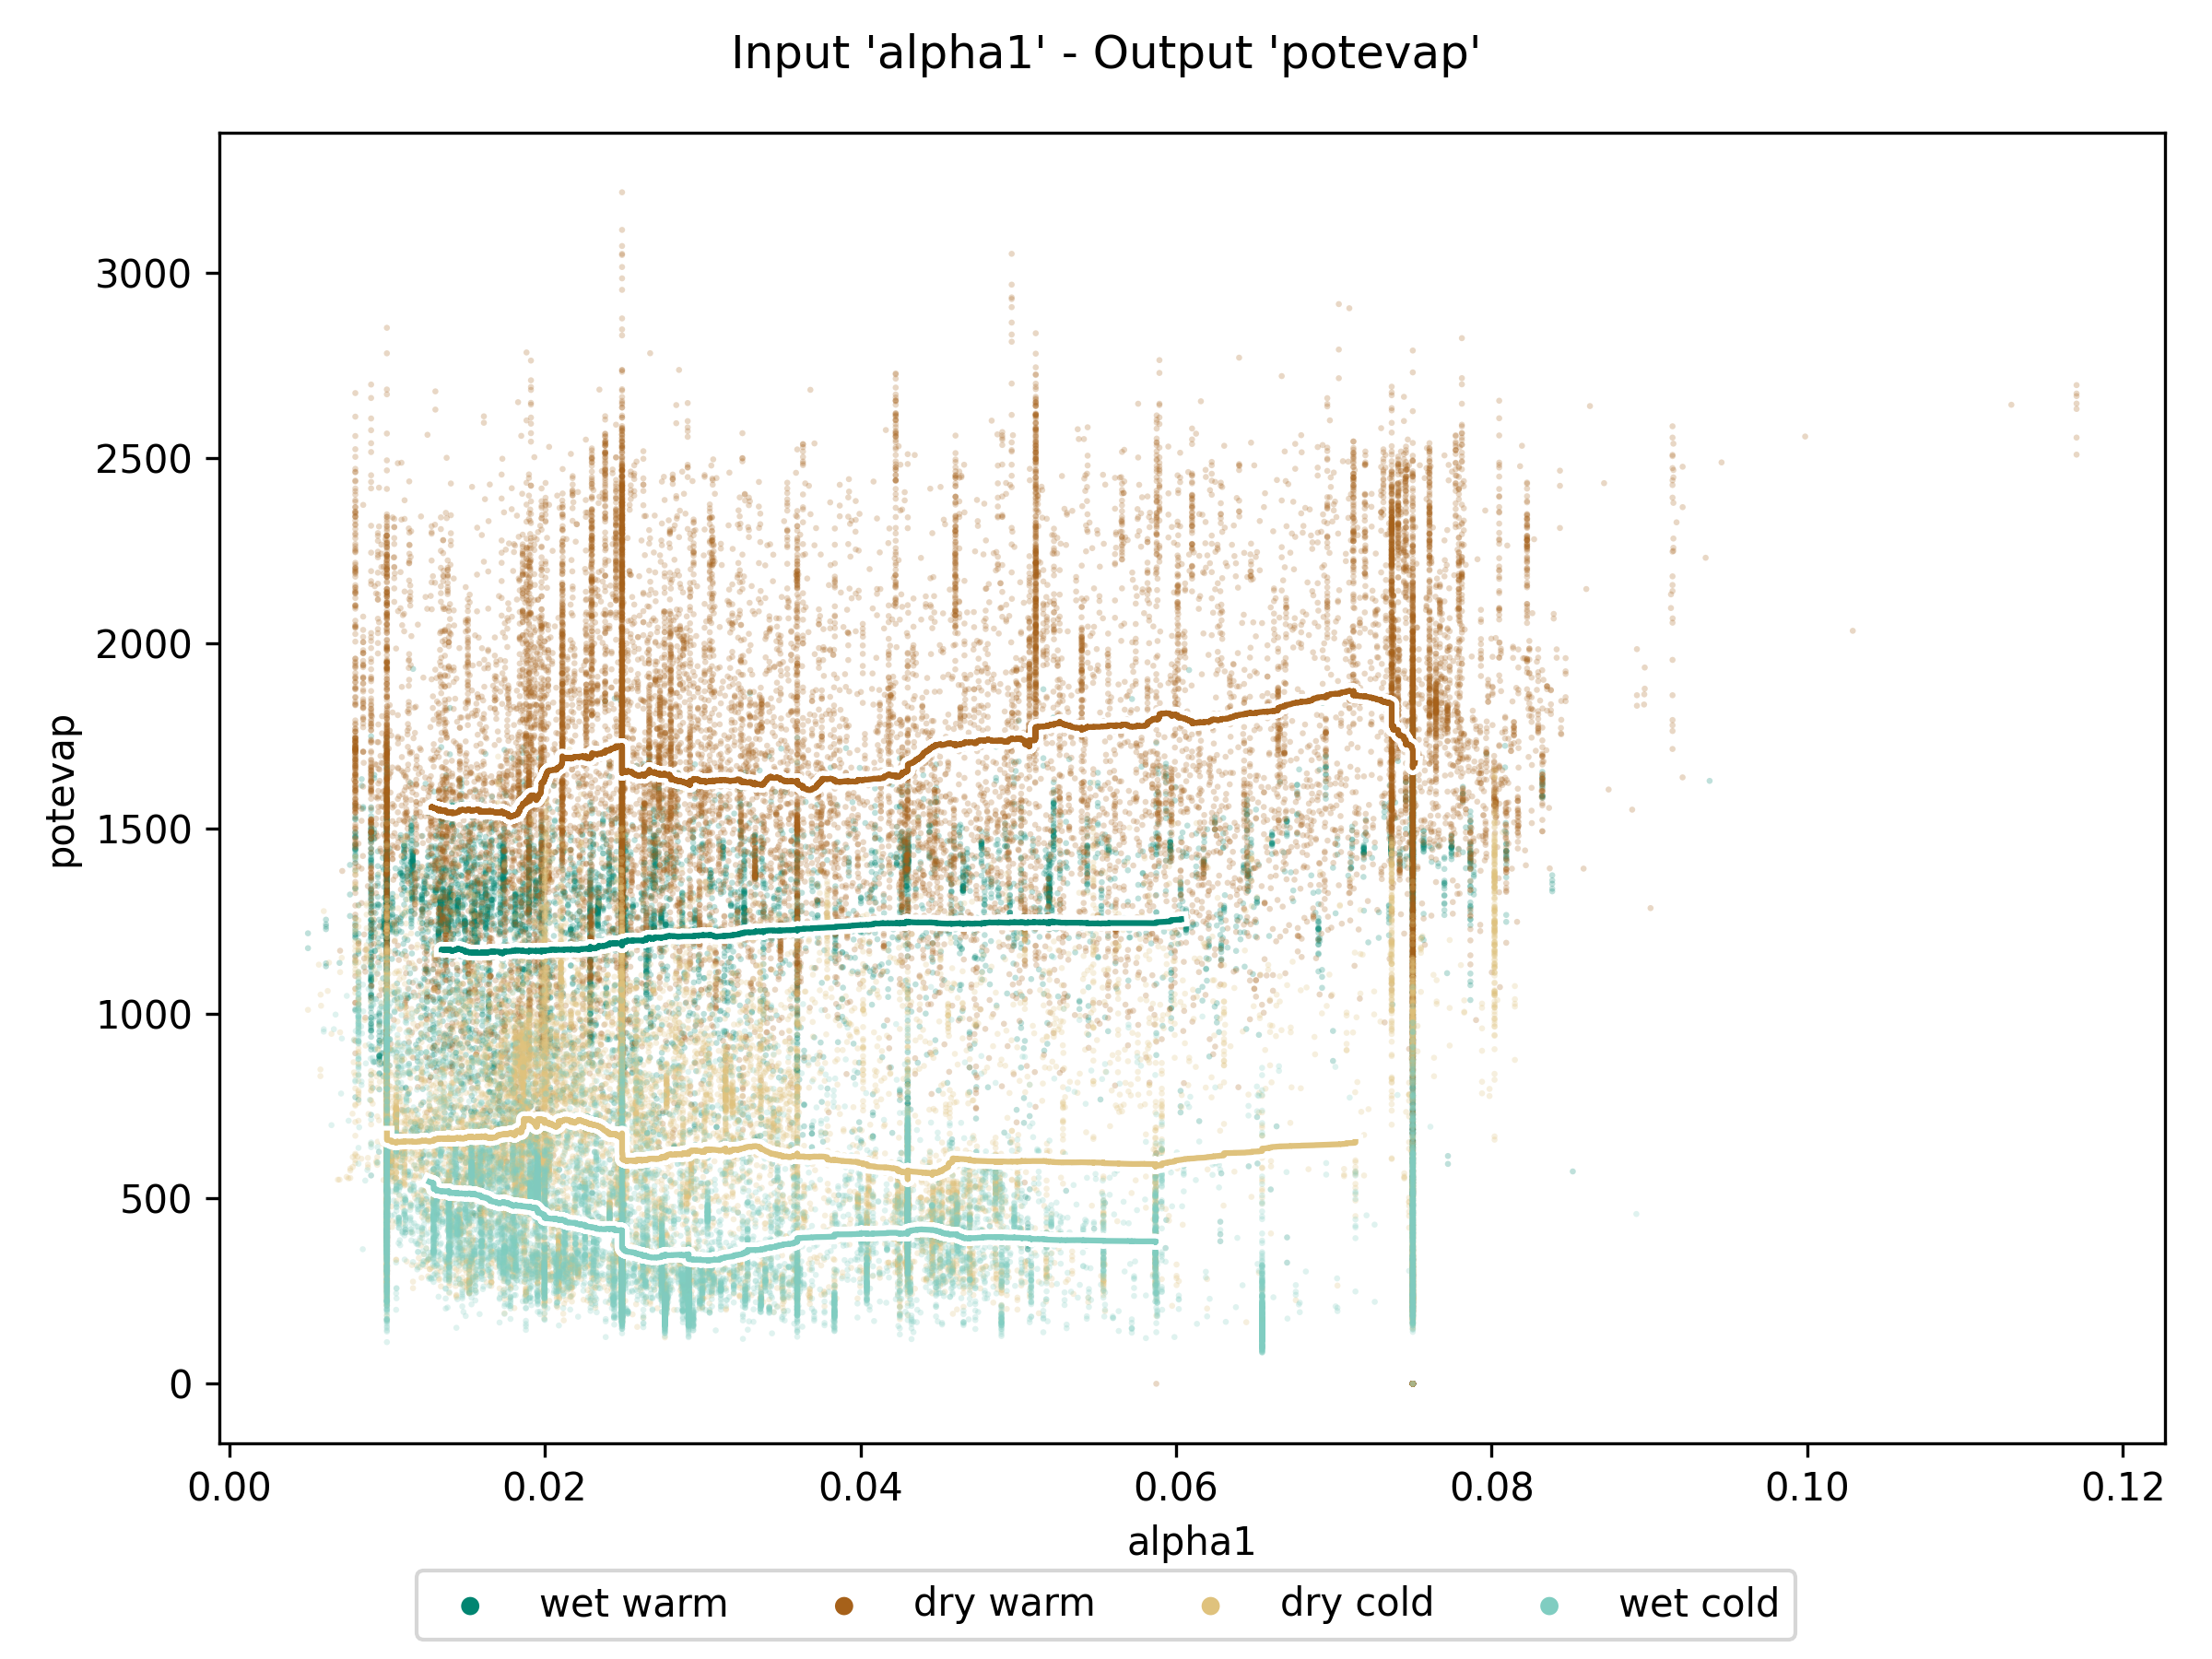 Input 'alpha1' - Output 'potevap'
3000
2500
2000
1500
1000
500
0
potevap
0.00 0.02 0.04 0.06 0.08 0.10 0.12
alpha1
wet warm dry warm dry cold wet cold